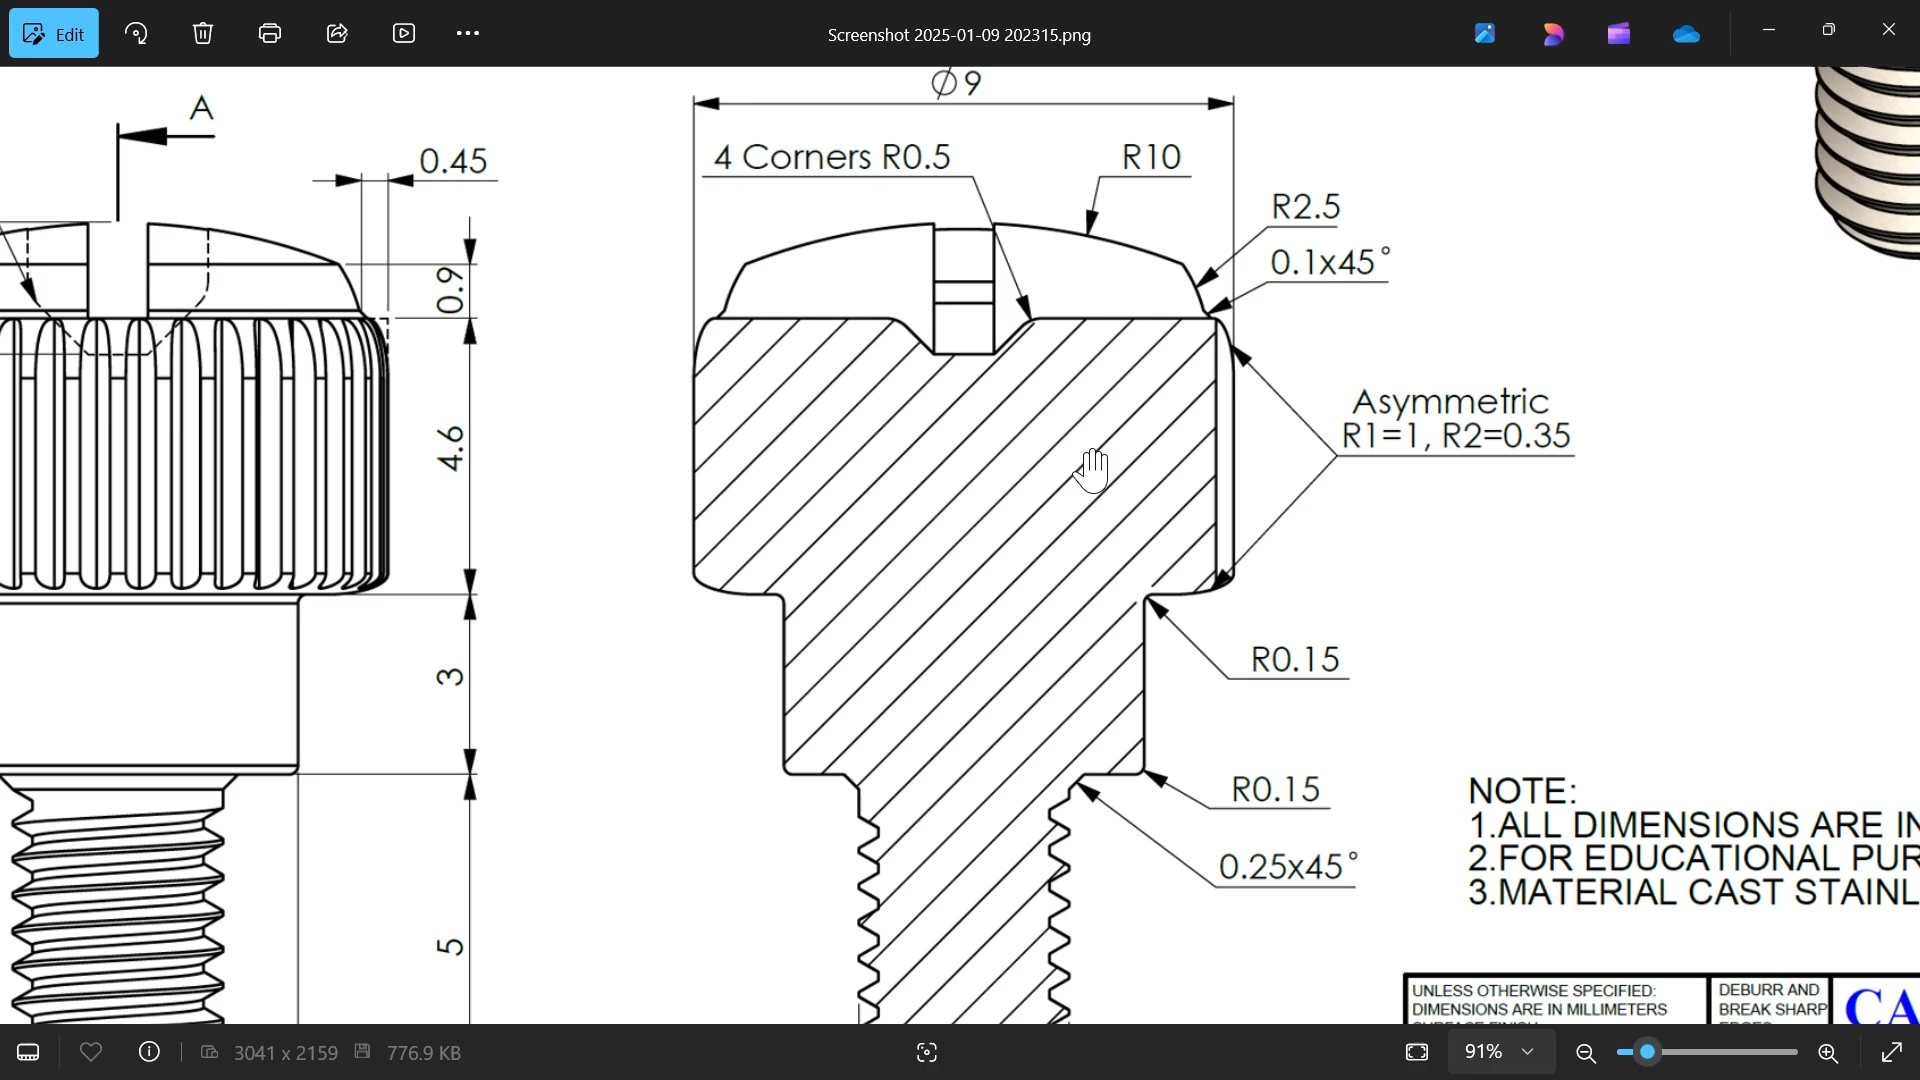 Edit
Screenshot 2025-01-09 202315.png
∅ 9
A
0.45
4 Corners R0.5
R10
R2.5
0.1x45°
0.9
Asymmetric
R1=1, R2=0.35
4.6
R0.15
3
R0.15
NOTE:
1.ALL DIMENSIONS ARE IN
2.FOR EDUCATIONAL PUR
3.MATERIAL CAST STAINL
0.25x45°
5
UNLESS OTHERWISE SPECIFIED:
DIMENSIONS ARE IN MILLIMETERS
DEBURR AND
BREAK SHARP
CA
3041 x 2159
776.9 KB
91%